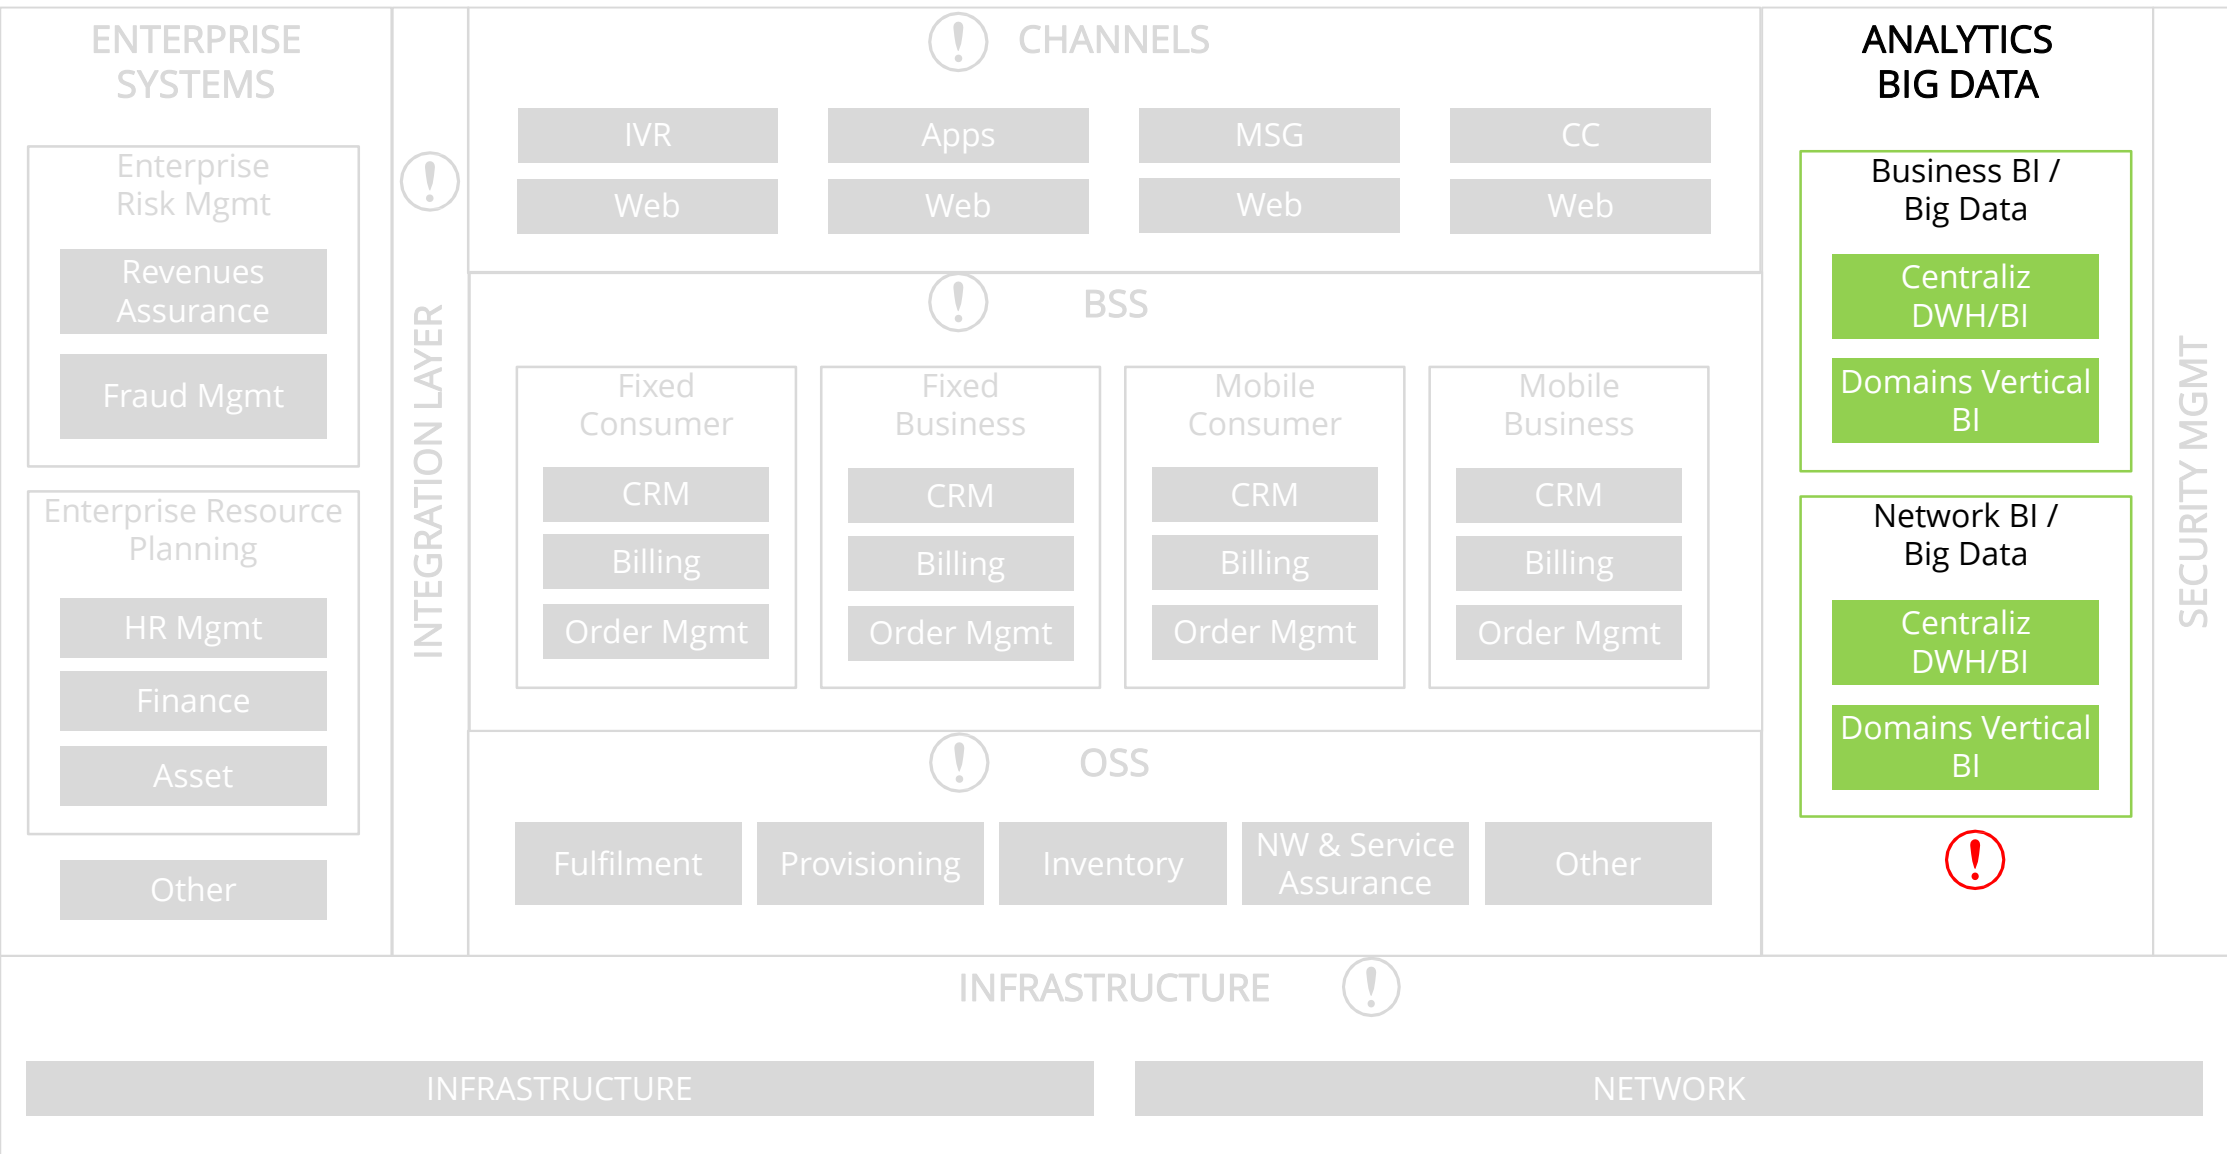 ENTERPRISE
SYSTEMS
Enterprise
Risk Mgmt
Revenues
Assurance
Fraud Mgmt
Enterprise Resource
Planning
HR Mgmt
Finance
Asset
Other
INTEGRATION LAYER
CHANNELS
IVR
Apps
MSG
CC
Web
Web
Web
Web
BSS
Fixed
Consumer
CRM
Billing
Order Mgmt
Fixed
Business
CRM
Billing
Order Mgmt
Mobile
Consumer
CRM
Billing
Order Mgmt
Mobile
Business
CRM
Billing
Order Mgmt
OSS
Fulfilment
Provisioning
Inventory
NW & Service
Assurance
Other
ANALYTICS
BIG DATA
Business BI /
Big Data
Centraliz
DWH/BI
Domains Vertical
BI
Network BI /
Big Data
Centraliz
DWH/BI
Domains Vertical
BI
SECURITY MGMT
INFRASTRUCTURE
INFRASTRUCTURE
NETWORK